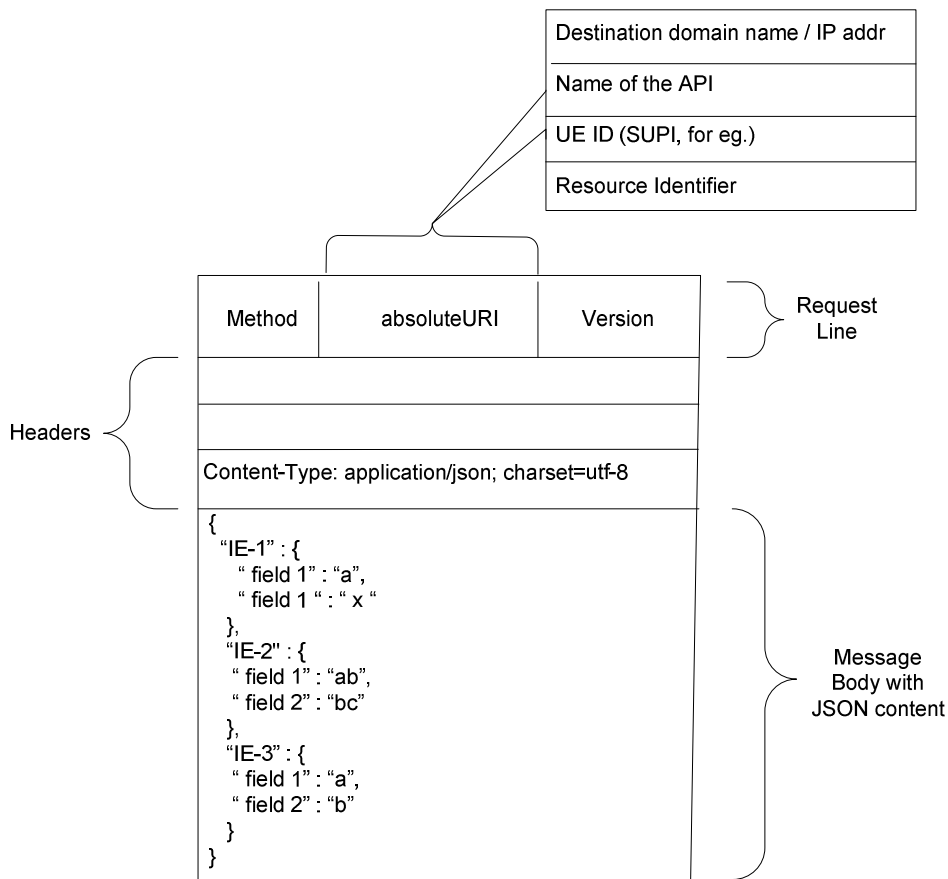 Destination domain name / IP addr
Name of the API
UE ID (SUPI, for eg.)
Resource Identifier
Method
absoluteURI
Version
Request
Line
Headers
Content-Type: application/json; charset=utf-8
{
“IE-1” : {
“ field 1” : “a”,
“ field 1 “ : “ x “
},
“IE-2" : {
“ field 1” : “ab”,
“ field 2” : “bc”
},
“IE-3” : {
“ field 1” : “a”,
“ field 2” : “b”
}
}
Message
Body with
JSON content